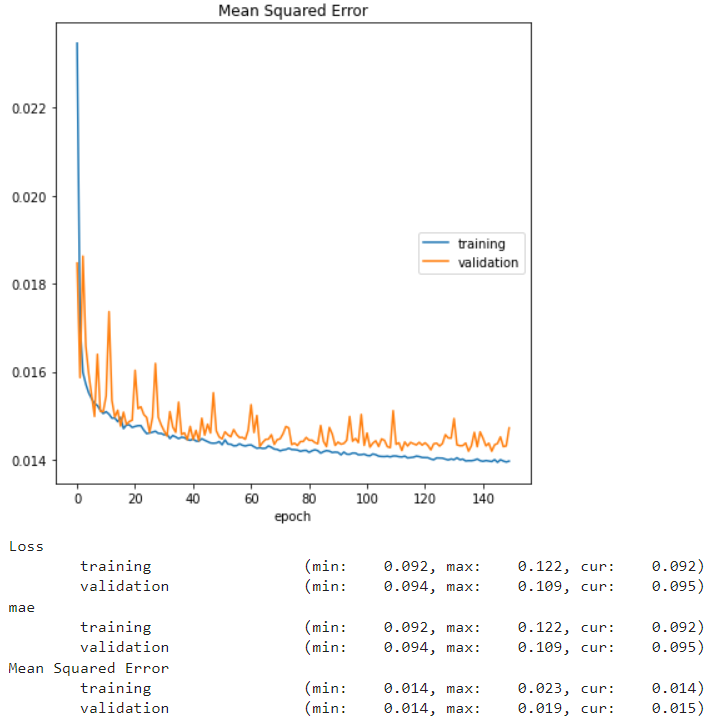 Mean Squared Error
0.022
0.020
training
validation
0.018
0.016
0.014
0 20 40 60 80 100 120 140
epoch
Loss
training (min: 0.092, max: 0.122, cur: 0.092)
validation (min: 0.094, max: 0.109, cur: 0.095)
mae
training (min: 0.092, max: 0.122, cur: 0.092)
validation (min: 0.094, max: 0.109, cur: 0.095)
Mean Squared Error
training (min: 0.014, max: 0.023, cur: 0.014)
validation (min: 0.014, max: 0.019, cur: 0.015)